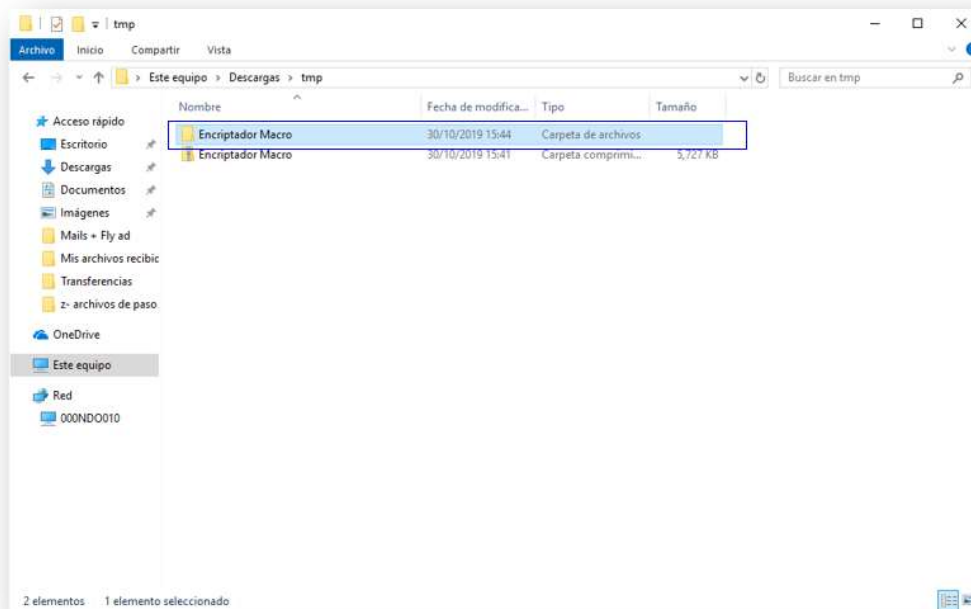 tmp
Archivo Inicio Compartir Vista
Este equipo > Descargas > tmp Buscar en tmp
Nombre Fecha de modifica... Tipo Tamaño
Acceso rápido
Encriptador Macro 30/10/2019 15:44 Carpeta de archivos
Escritorio
Encriptador Macro 30/10/2019 15:41 Carpeta comprimi... 5,727 KB
Descargas
Documentos
Imágenes
Mails + Fly ad
Mis archivos recibic
Transferencias
z- archivos de paso
OneDrive
Este equipo
Red
000NDO010
2 elementos 1 elemento seleccionado